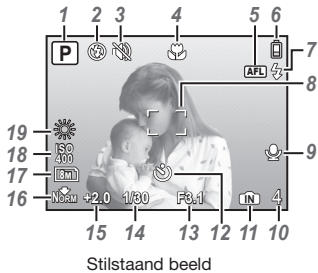 1 2 3 4 5 6
P AFL 7
8
19
18 ISO 400 9
17 8M
16 NORM +2.0 1/30 F3.1 IN 4
15 14 13 12 11 10
Stilstaand beeld